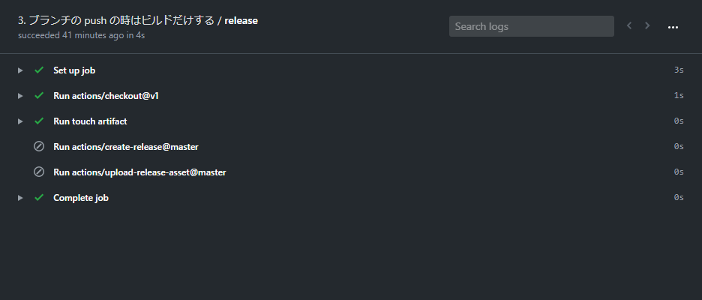 3. ブランチの push の時はビルドだけする / release
succeeded 41 minutes ago in 4s
Search logs
Set up job 3s
Run actions/checkout@v1 1s
Run touch artifact 0s
Run actions/create-release@master 0s
Run actions/upload-release-asset@master 0s
Complete job 0s